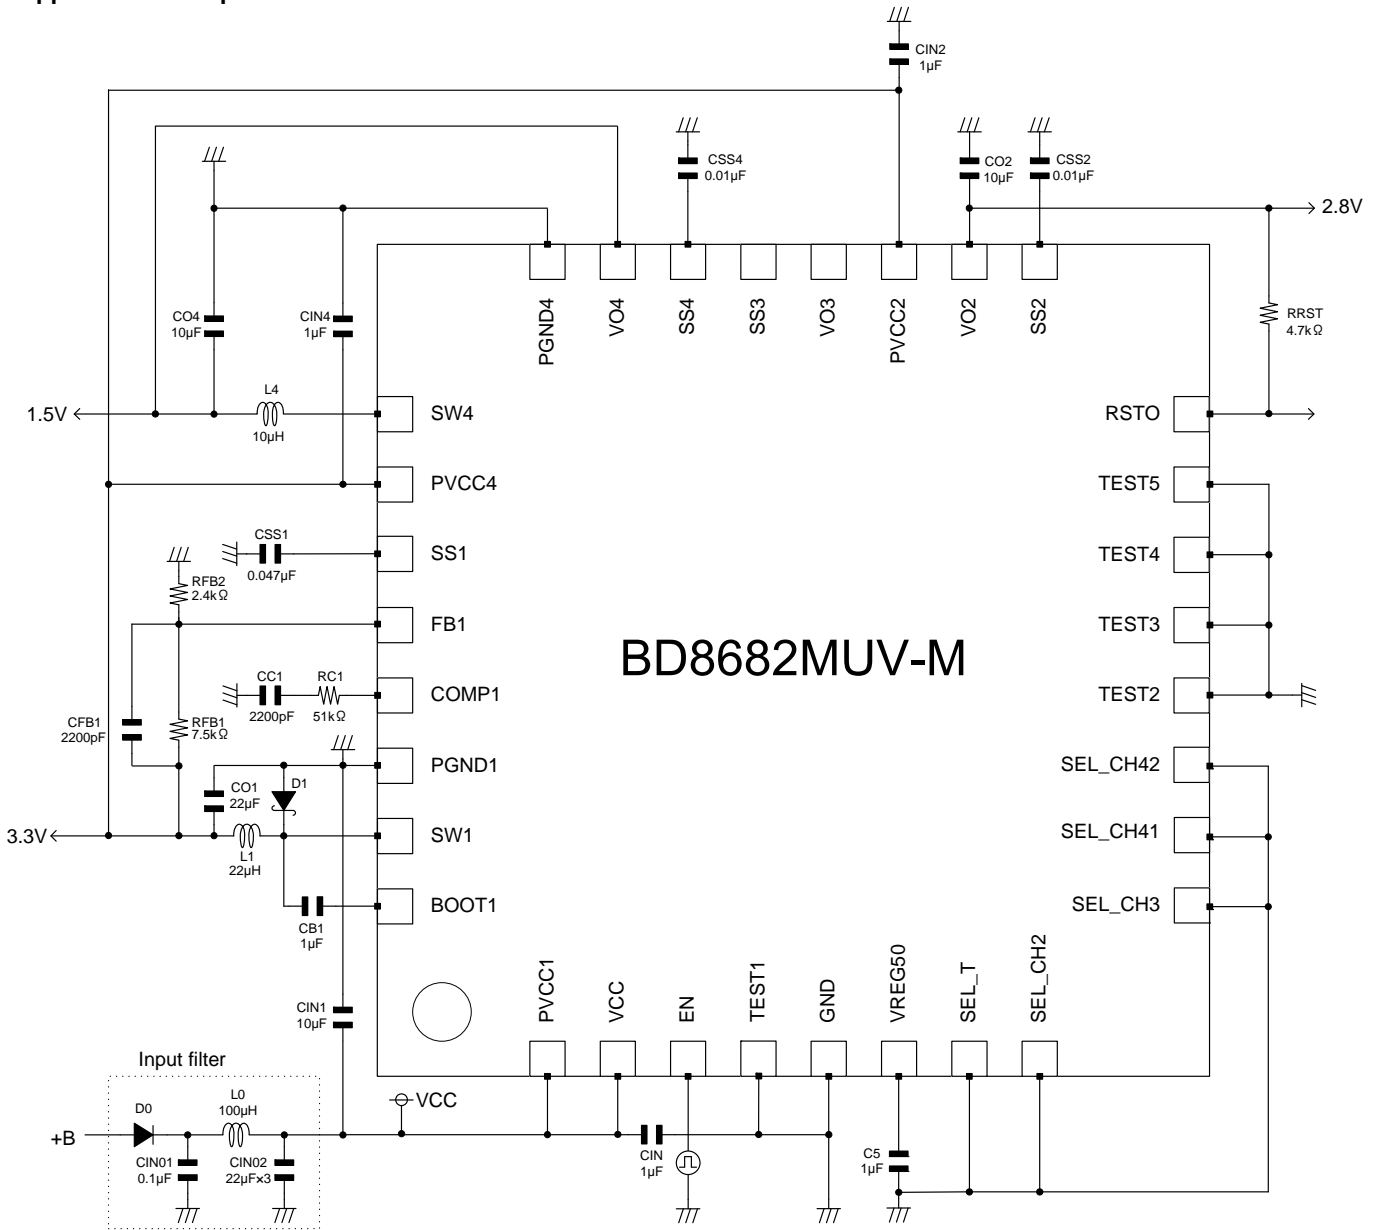 CIN2
1µF
CSS4
0.01µF
CO2
10µF
CSS2
0.01µF
2.8V
CO4
10µF
CIN4
1µF
PGND4
VO4
SS4
SS3
VO3
PVCC2
VO2
SS2
RRST
4.7kΩ
1.5V
L4
10µH
SW4
RSTO
PVCC4
TEST5
CSS1
0.047µF
SS1
TEST4
RFB2
2.4kΩ
FB1
TEST3
BD8682MUV-M
CC1
2200pF
RC1
51kΩ
COMP1
TEST2
CFB1
2200pF
RFB1
7.5kΩ
PGND1
SEL_CH42
CO1
22µF
D1
3.3V
L1
22µH
SW1
SEL_CH41
CB1
1µF
BOOT1
SEL_CH3
CIN1
10µF
PVCC1
VCC
EN
TEST1
GND
VREG50
SEL_T
SEL_CH2
Input filter
VCC
+B
D0
L0
100µH
CIN01
0.1µF
CIN02
22µF×3
CIN
1µF
C5
1µF